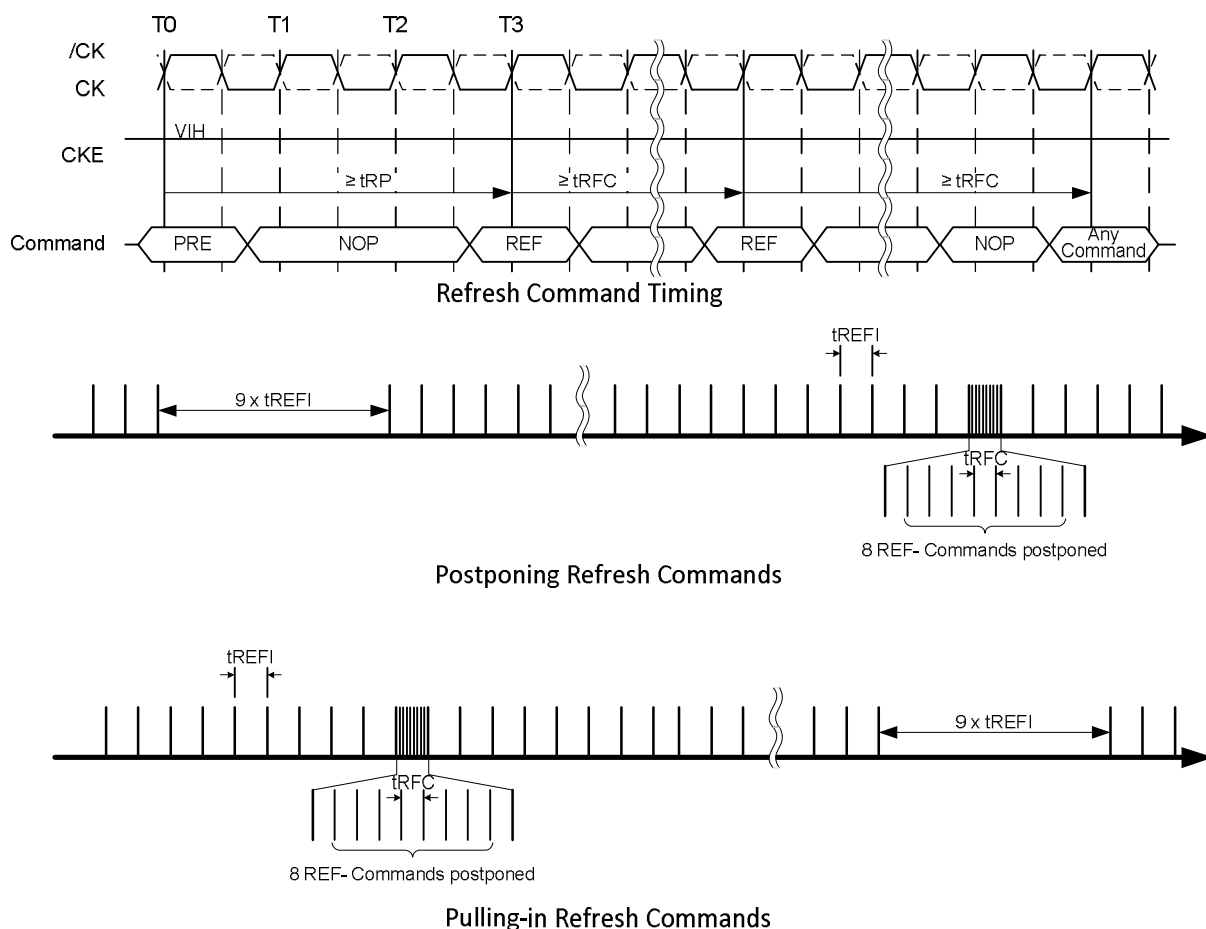 T0 T1 T2 T3
/CK
CK
VIH
CKE
≥ tRP ≥ tRFC ≥ tRFC
Command PRE NOP REF REF NOP Any Command
Refresh Command Timing
tREFI
9 x tREFI
tRFC
8 REF- Commands postponed
Postponing Refresh Commands
tREFI
9 x tREFI
tRFC
8 REF- Commands postponed
Pulling-in Refresh Commands